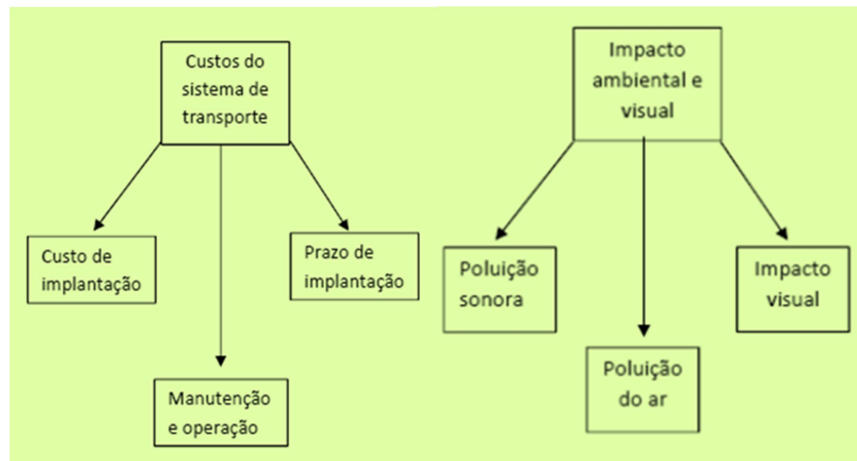 Custos do
sistema de
transporte
Custo de
implantação
Prazo de
implantação
Manutenção
e operação
Impacto
ambiental e
visual
Poluição
sonora
Impacto
visual
Poluição
do ar